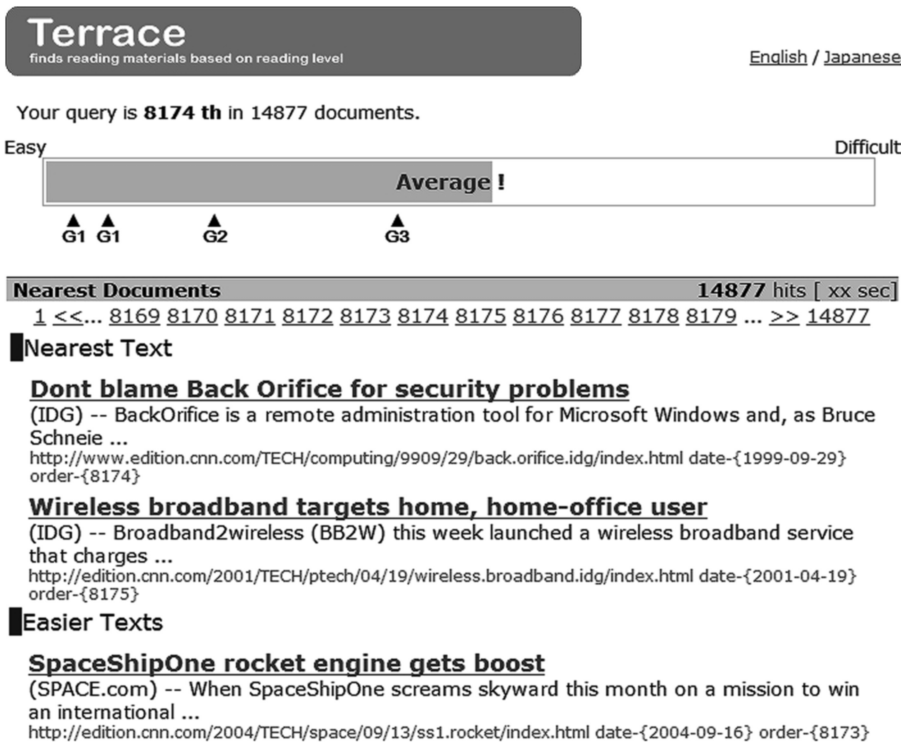 Terrace
finds reading materials based on reading level
English / Japanese
Your query is 8174 th in 14877 documents.
Easy
Difficult
Average !
▲ ▲ ▲ ▲
G1 G1 G2 G3
Nearest Documents 14877 hits [ xx sec]
1 <<... 8169 8170 8171 8172 8173 8174 8175 8176 8177 8178 8179 ... >> 14877
Nearest Text
Dont blame Back Orifice for security problems
(IDG) -- BackOrifice is a remote administration tool for Microsoft Windows and, as Bruce
Schneie ...
http://www.edition.cnn.com/TECH/computing/9909/29/back.orifice.idg/index.html date-{1999-09-29}
order-{8174}
Wireless broadband targets home, home-office user
(IDG) -- Broadband2wireless (BB2W) this week launched a wireless broadband service
that charges ...
http://edition.cnn.com/2001/TECH/ptech/04/19/wireless.broadband.idg/index.html date-{2001-04-19}
order-{8175}
Easier Texts
SpaceShipOne rocket engine gets boost
(SPACE.com) -- When SpaceShipOne screams skyward this month on a mission to win
an international ...
http://edition.cnn.com/2004/TECH/space/09/13/ss1.rocket/index.html date-{2004-09-16} order-{8173}